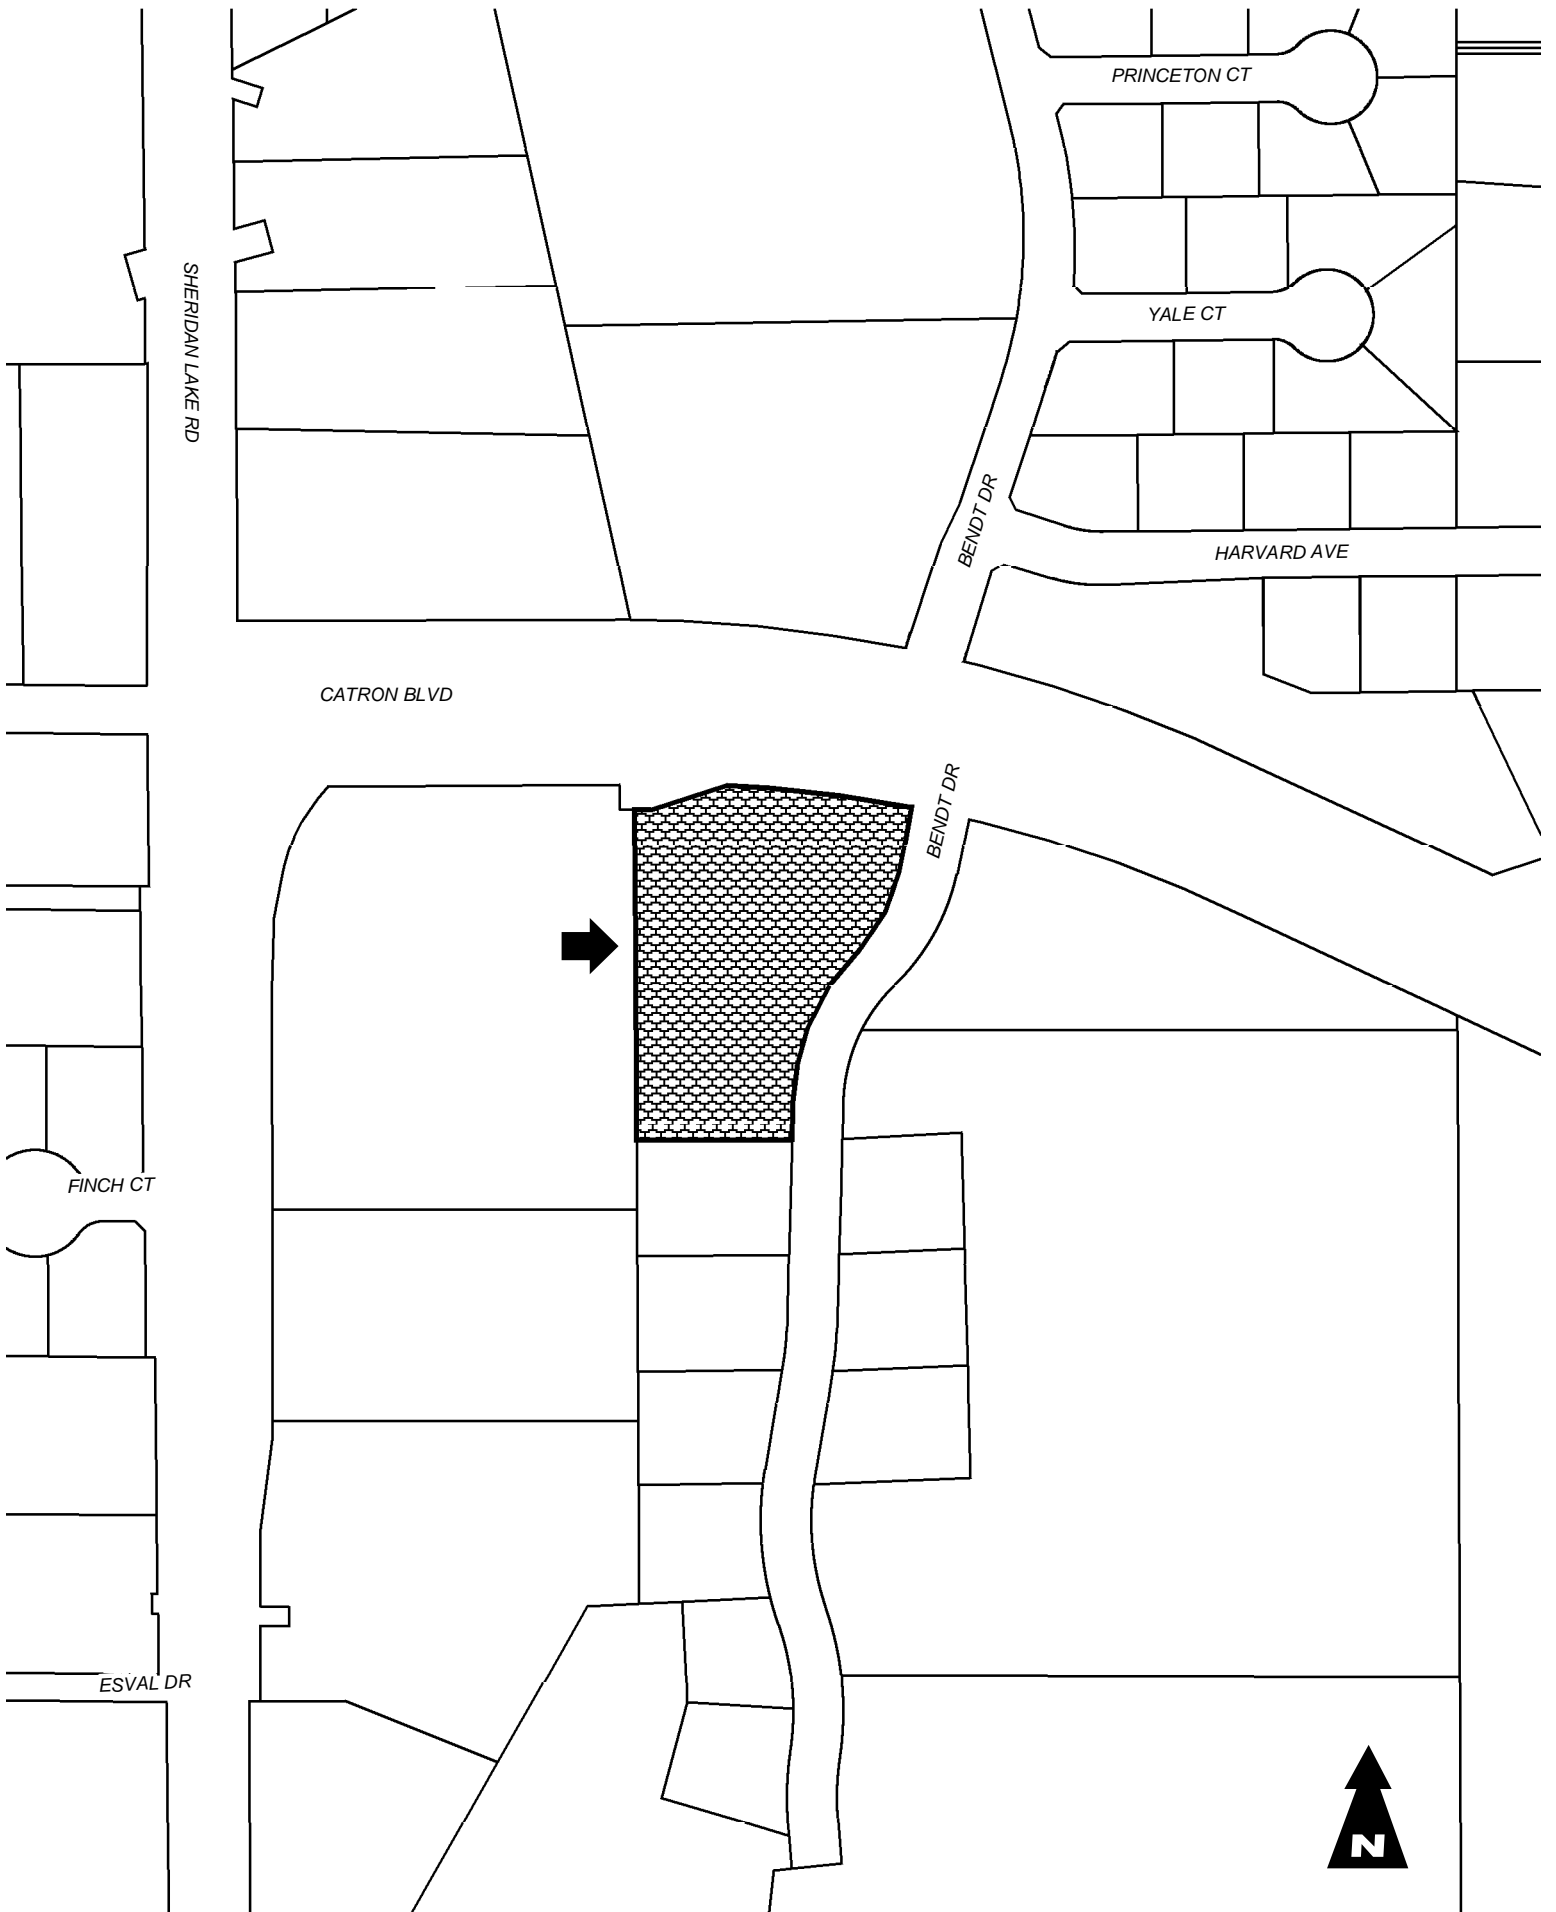 PRINCETON CT
SHERIDAN LAKE RD
YALE CT
BENDT DR
HARVARD AVE
CATRON BLVD
BENDT DR
FINCH CT
ESVAL DR
N